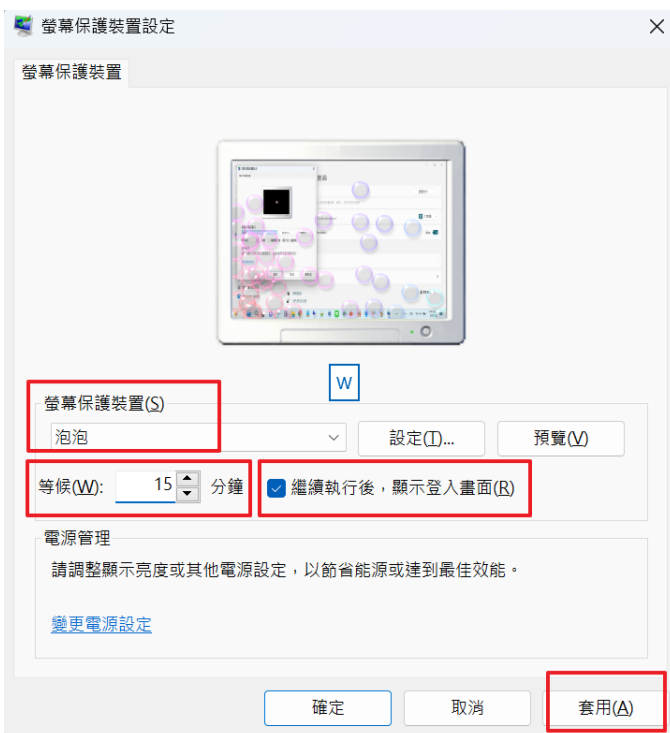 螢幕保護裝置設定
螢幕保護裝置
W
螢幕保護裝置(S)
泡泡
設定(T)...
預覽(V)
等候(W): 15 分鐘 繼續執行後，顯示登入畫面(R)
電源管理
請調整顯示亮度或其他電源設定，以節省能源或達到最佳效能。
變更電源設定
確定
取消
套用(A)